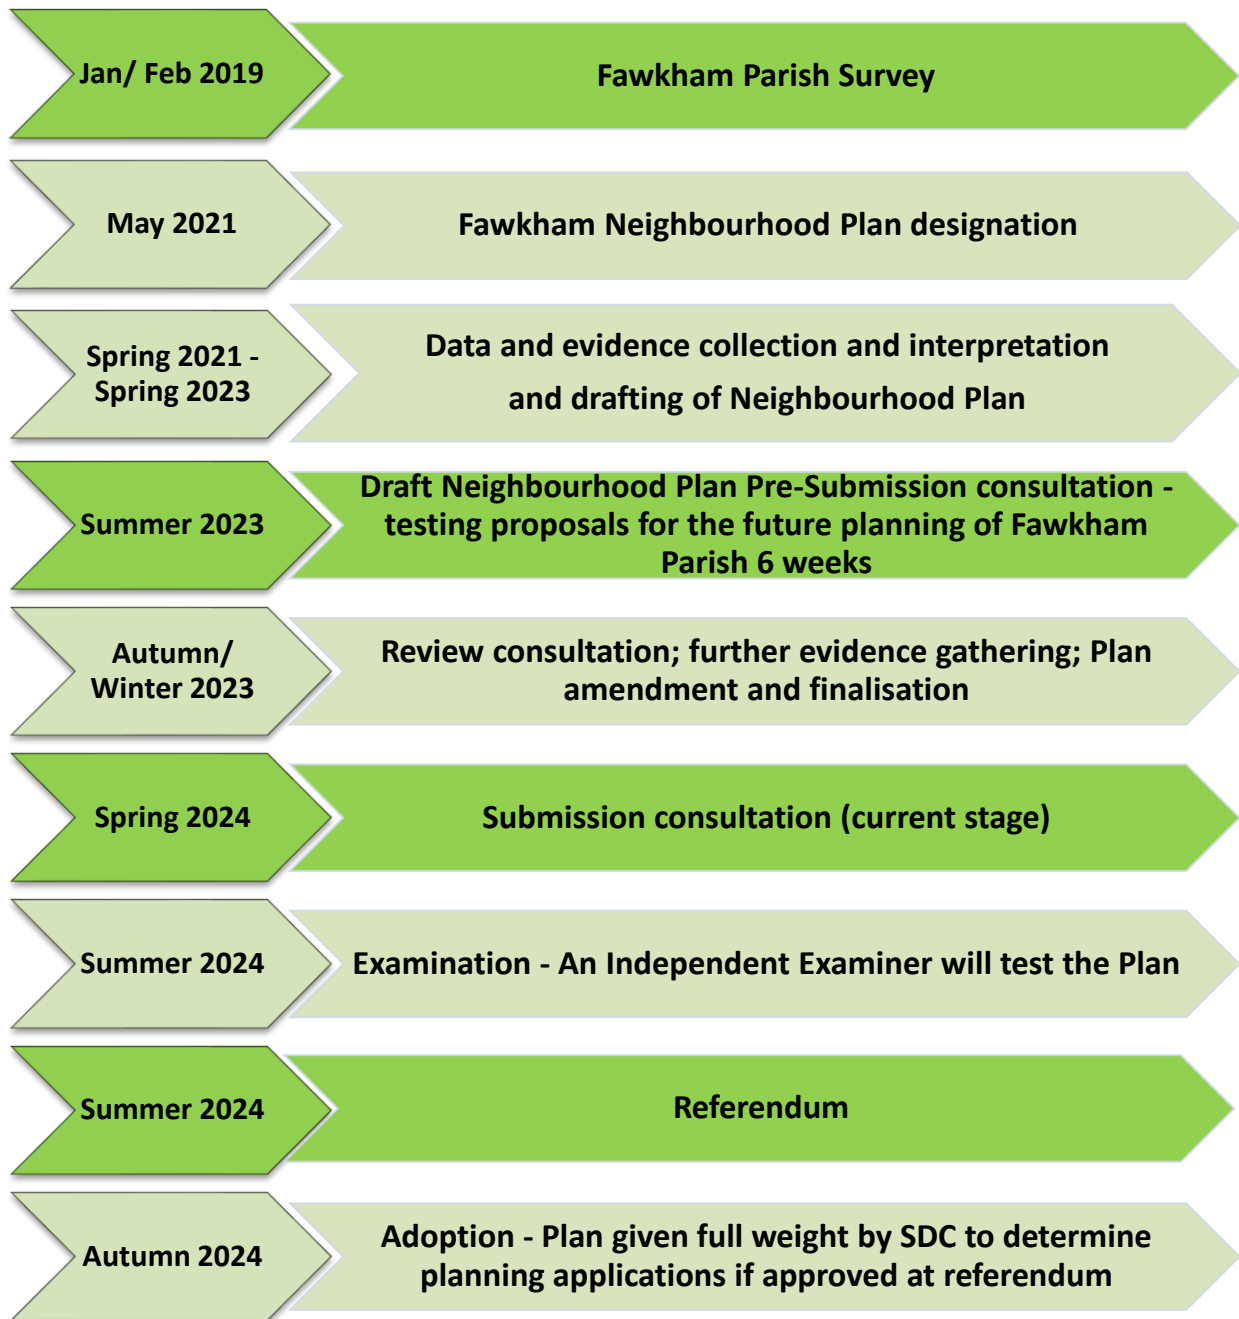 Jan/ Feb 2019
Fawkham Parish Survey
May 2021
Fawkham Neighbourhood Plan designation
Spring 2021 -
Spring 2023
Data and evidence collection and interpretation
and drafting of Neighbourhood Plan
Summer 2023
Draft Neighbourhood Plan Pre-Submission consultation -
testing proposals for the future planning of Fawkham
Parish 6 weeks
Autumn/
Winter 2023
Review consultation; further evidence gathering; Plan
amendment and finalisation
Spring 2024
Submission consultation (current stage)
Summer 2024
Examination - An Independent Examiner will test the Plan
Summer 2024
Referendum
Autumn 2024
Adoption - Plan given full weight by SDC to determine
planning applications if approved at referendum